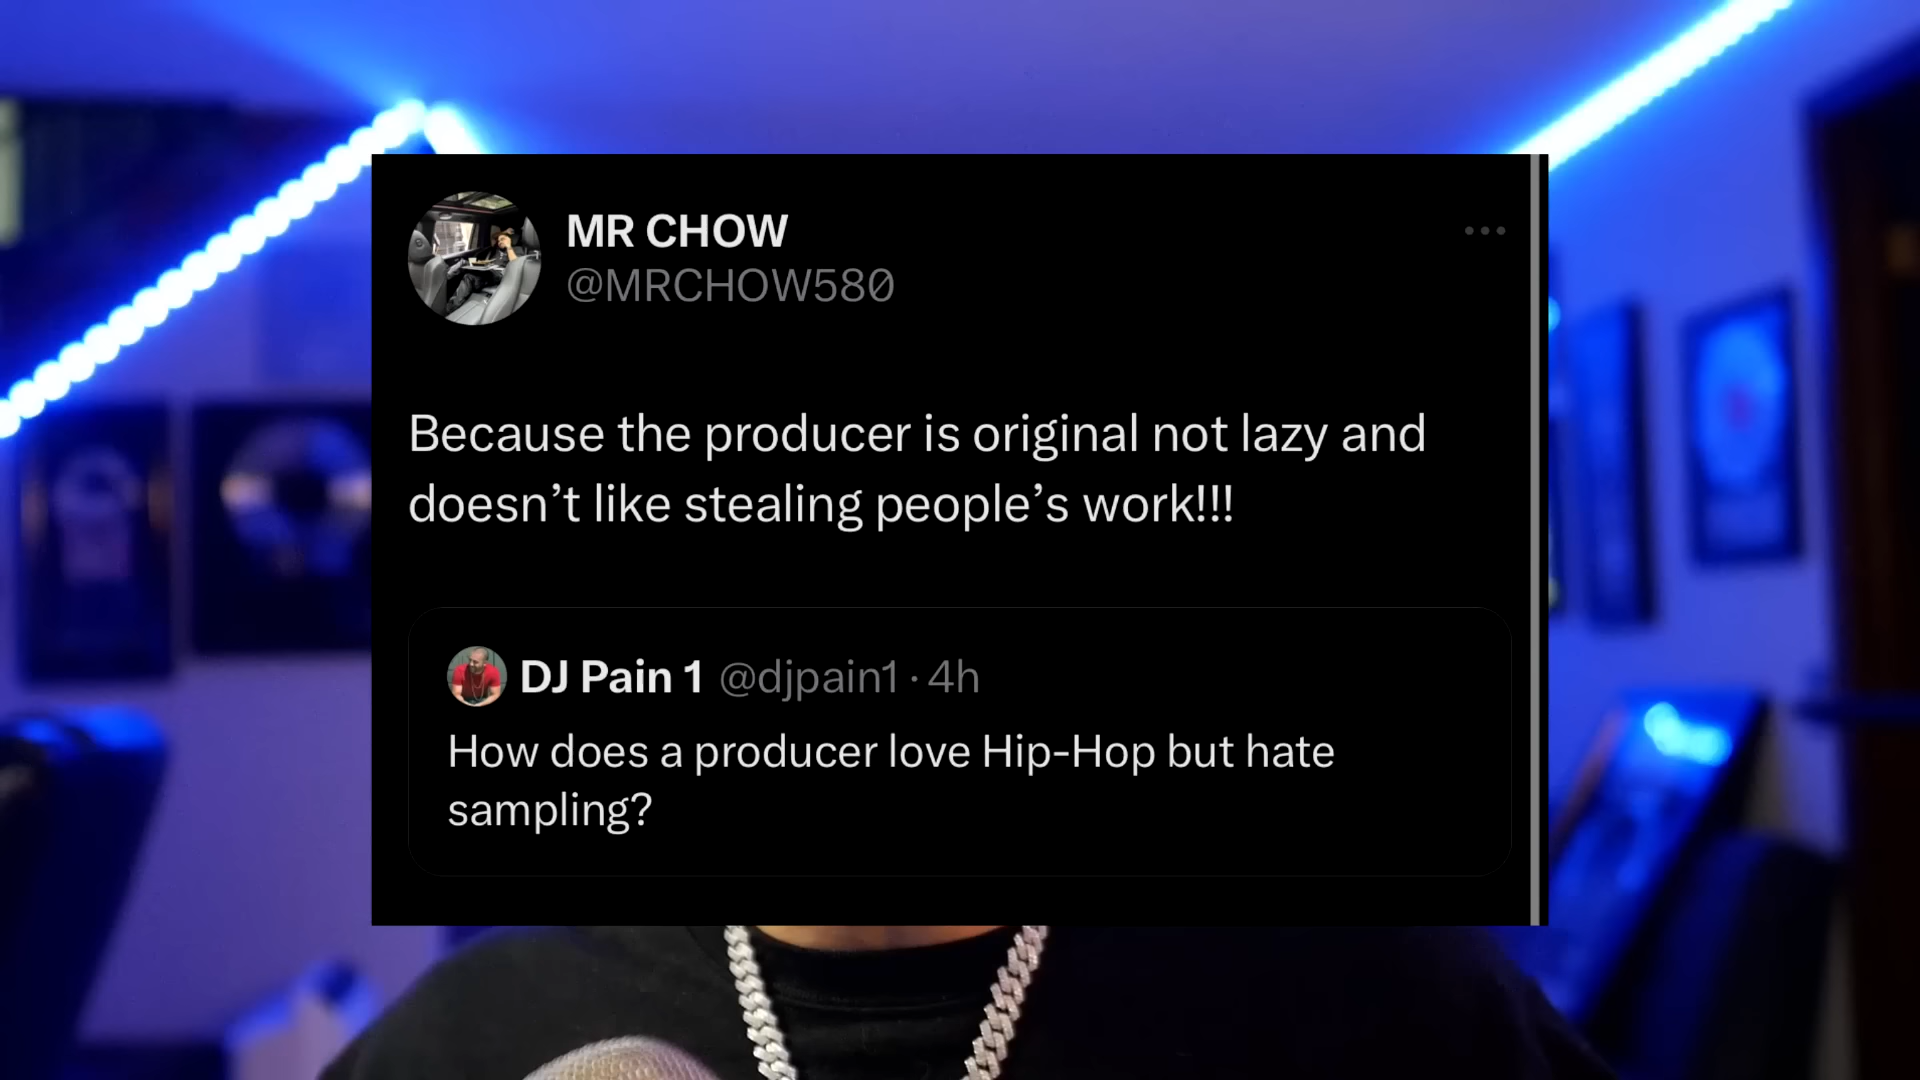 MR CHOW
@MRCHOW580
Because the producer is original not lazy and
doesn’t like stealing people’s work!!!
DJ Pain 1 @djpain1 · 4h
How does a producer love Hip-Hop but hate
sampling?